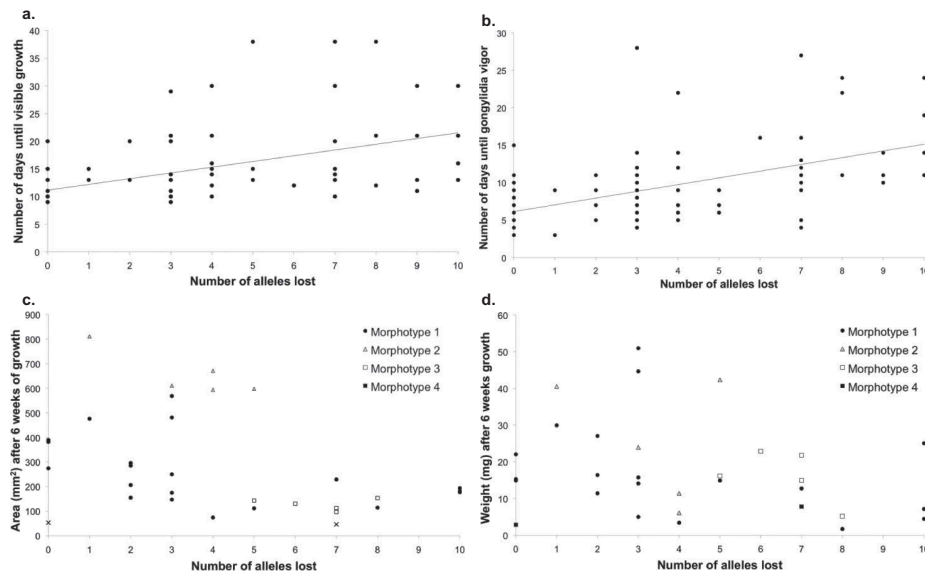 a.
Number of days until visible growth
40
35
30
25
20
15
10
5
0
0 1 2 3 4 5 6 7 8 9 10
Number of alleles lost
b.
Number of days until gongylidia vigor
30
25
20
15
10
5
0
0 1 2 3 4 5 6 7 8 9 10
Number of alleles lost
c.
Area (mm²) after 6 weeks of growth
900
800
700
600
500
400
300
200
100
0
0 1 2 3 4 5 6 7 8 9 10
Number of alleles lost
Morphotype 1
Morphotype 2
Morphotype 3
Morphotype 4
d.
Weight (mg) after 6 weeks growth
60
50
40
30
20
10
0
0 1 2 3 4 5 6 7 8 9 10
Number of alleles lost
Morphotype 1
Morphotype 2
Morphotype 3
Morphotype 4